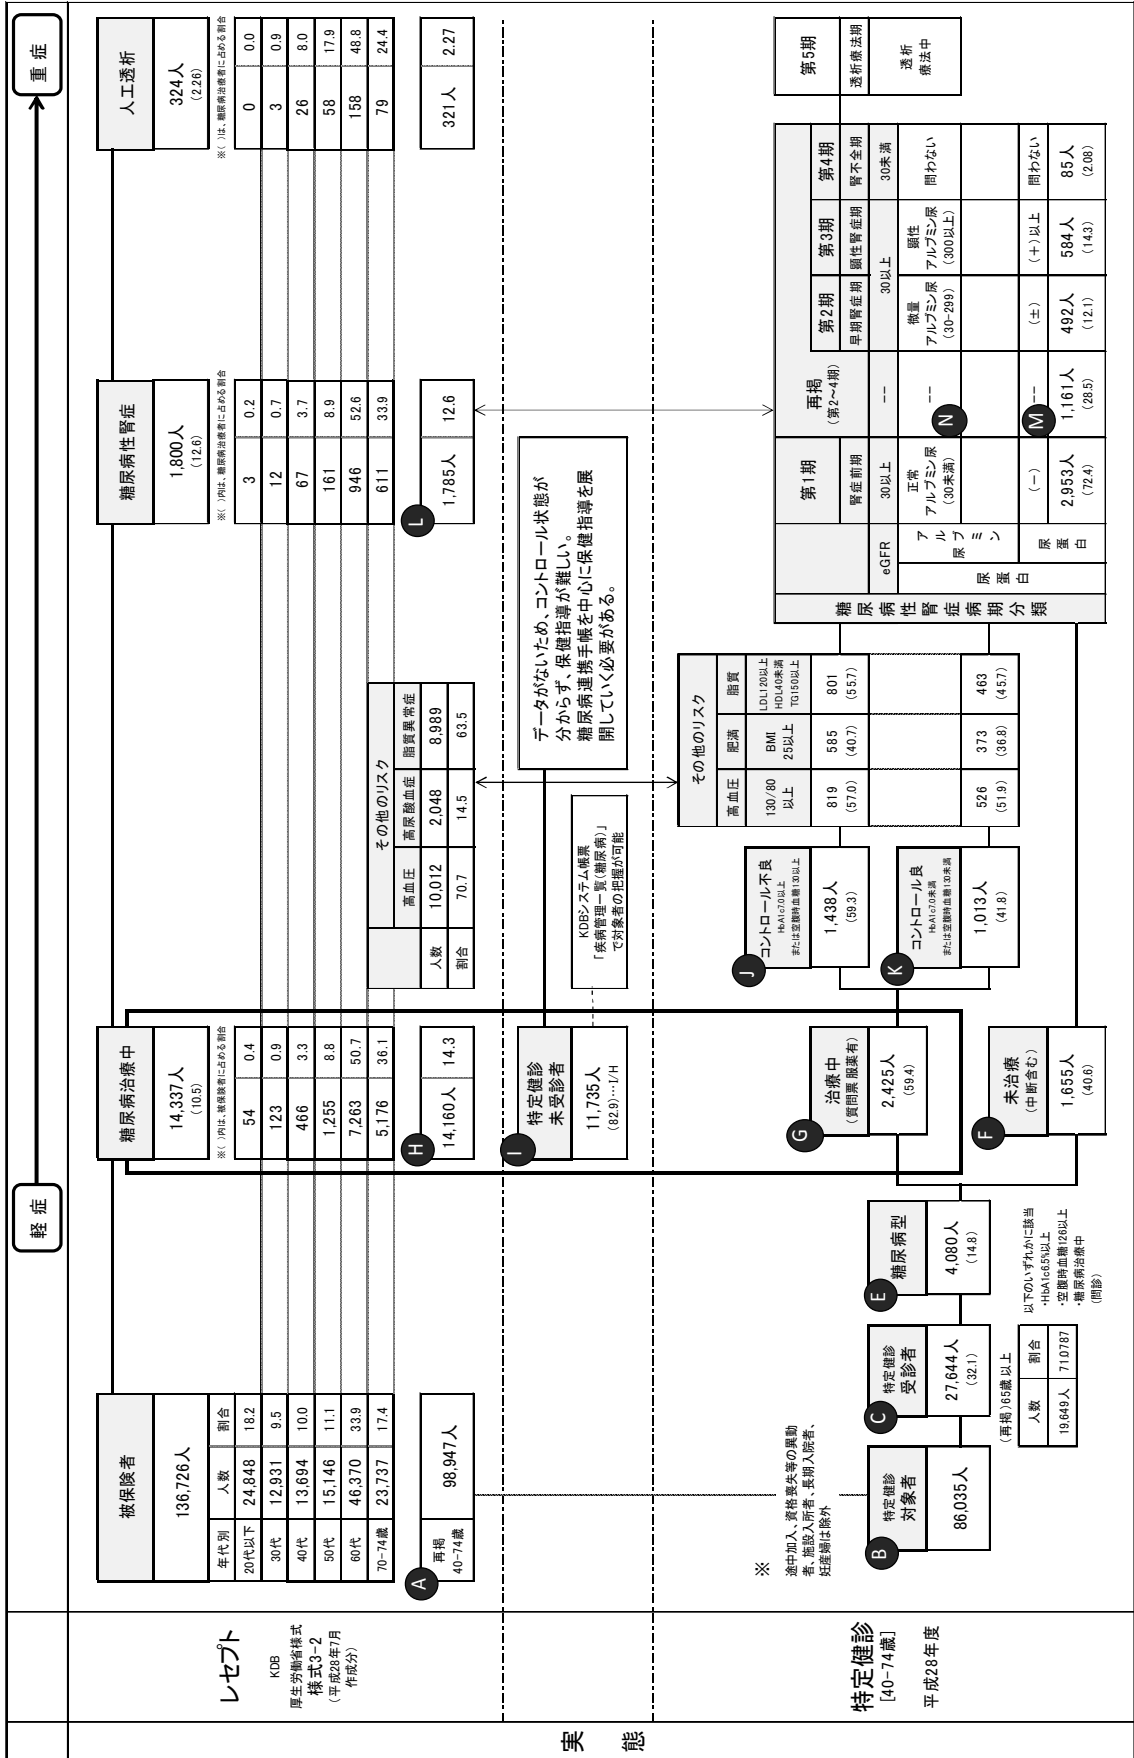 軽症
重症
実態
レセプト
KDB
厚生労働省様式
様式3-2
(平成28年7月
作成分)
被保険者
136,726人
年代別 人数 割合
20代以下 24,848 18.2
30代 12,931 9.5
40代 13,694 10.0
50代 15,146 11.1
60代 46,370 33.9
70-74歳 23,737 17.4
A
再掲
40-74歳
98,947人
糖尿病治療中
14,337人
(10.5)
※( )内は、被保険者に占める割合
54 0.4
123 0.9
466 3.3
1,255 8.8
7,263 50.7
5,176 36.1
H
14,160人 14.3
その他のリスク
高血圧 高尿酸血症 脂質異常症
人数 10,012 2,048 8,989
割合 70.7 14.5 63.5
糖尿病性腎症
1,800人
(12.6)
※( )内は、糖尿病治療者に占める割合
3 0.2
12 0.7
67 3.7
161 8.9
946 52.6
611 33.9
L
1,785人 12.6
人工透析
324人
(2.26)
※( )は、糖尿病治療者に占める割合
0 0.0
3 0.9
26 8.0
58 17.9
158 48.8
79 24.4
321人 2.27
I
特定健診
未受診者
11,735人
(82.9)…I/H
KDBシステム帳票
「疾病管理一覧(糖尿病)」
で対象者の把握が可能
データがないため、コントロール状態が
分からず、保健指導が難しい。
糖尿病連携手帳を中心に保健指導を展
開していく必要がある。
特定健診
[40-74歳]
平成28年度
※
途中加入、資格喪失等の異動
者、施設入所者、長期入院者、
妊産婦は除外
B
特定健診
対象者
86,035人
C
特定健診
受診者
27,644人
(32.1)
(再掲)65歳以上
人数 割合
19,649人 71.0787
E
糖尿病型
4,080人
(14.8)
以下のいずれかに該当
・HbA1c6.5%以上
・空腹時血糖126以上
・糖尿病治療中
(問診)
G
治療中
(質問票 服薬有)
2,425人
(59.4)
F
未治療
(中断含む)
1,655人
(40.6)
J
コントロール不良
HbA1c7.0以上
または空腹時血糖130以上
1,438人
(59.3)
K
コントロール良
HbA1c7.0未満
または空腹時血糖130未満
1,013人
(41.8)
その他のリスク
高血圧 肥満 脂質
130/80
以上
BMI
25以上
LDL120以上
HDL40未満
TG150以上
819 585 801
(57.0) (40.7) (55.7)
526 373 463
(51.9) (36.8) (45.7)
糖尿病性腎症病期分類
第1期 再掲
(第2~4期)
第2期 第3期 第4期 第5期
腎症前期 早期腎症期 顕性腎症期 腎不全期 透析療法期
eGFR 30以上 -- 30以上 30未満
尿蛋白
尿アルブミン
正常
アルブミン尿
(30未満)
--
N
微量
アルブミン尿
(30-299)
顕性
アルブミン尿
(300以上)
問わない
透析
療法中
尿蛋白
(-) -- (±) (+)以上 問わない
M
2,953人 1,161人 492人 584人 85人
(72.4) (28.5) (12.1) (14.3) (2.08)